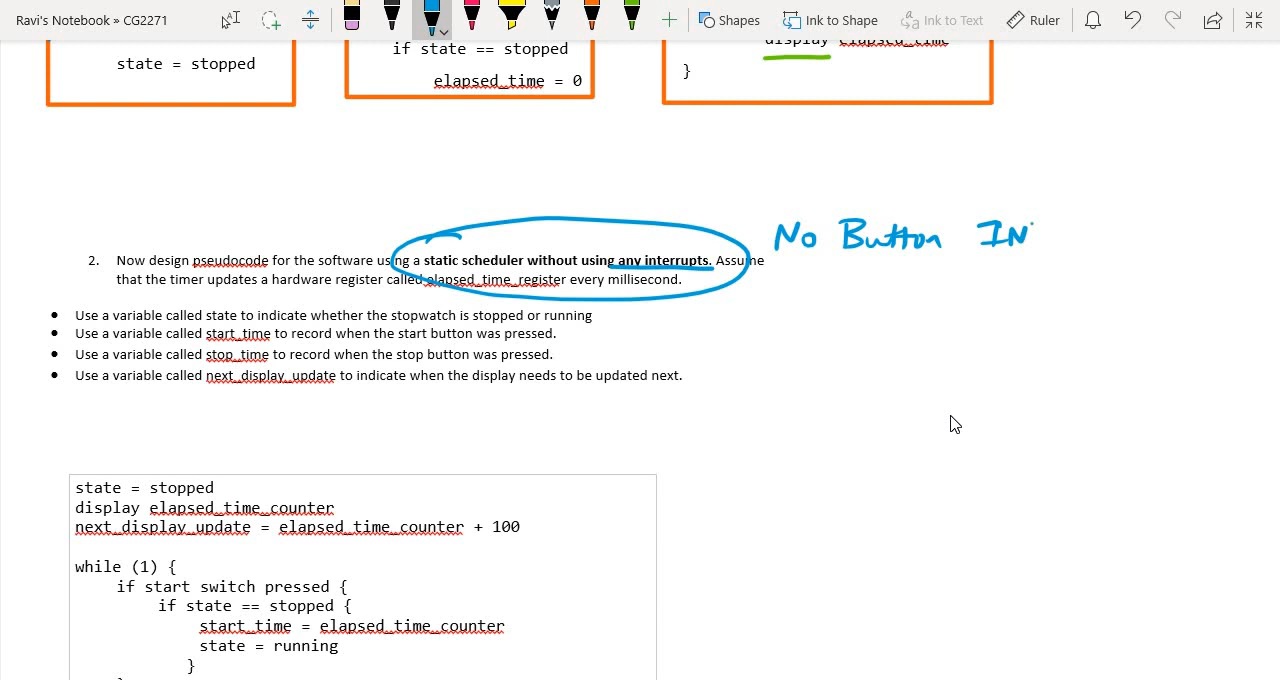 Ravi's Notebook » CG2271
Shapes
Ink to Shape
Ink to Text
Ruler
state = stopped
if state == stopped
elapsed_time = 0
display elapsed_time
}
No Button IN
2. Now design pseudocode for the software using a static scheduler without using any interrupts. Assume
that the timer updates a hardware register called elapsed_time_register every millisecond.
• Use a variable called state to indicate whether the stopwatch is stopped or running
• Use a variable called start_time to record when the start button was pressed.
• Use a variable called stop_time to record when the stop button was pressed.
• Use a variable called next_display_update to indicate when the display needs to be updated next.
state = stopped
display elapsed_time_counter
next_display_update = elapsed_time_counter + 100
while (1) {
if start switch pressed {
if state == stopped {
start_time = elapsed_time_counter
state = running
}